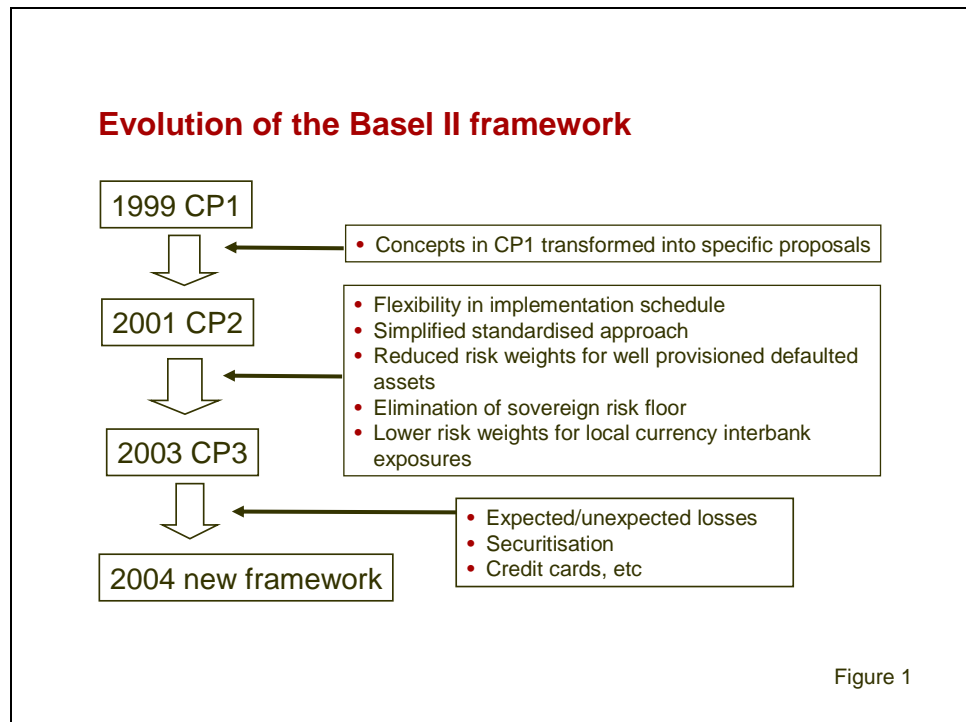 Evolution of the Basel II framework
1999 CP1
• Concepts in CP1 transformed into specific proposals
2001 CP2
• Flexibility in implementation schedule
• Simplified standardised approach
• Reduced risk weights for well provisioned defaulted
assets
• Elimination of sovereign risk floor
• Lower risk weights for local currency interbank
exposures
2003 CP3
• Expected/unexpected losses
• Securitisation
• Credit cards, etc
2004 new framework
Figure 1